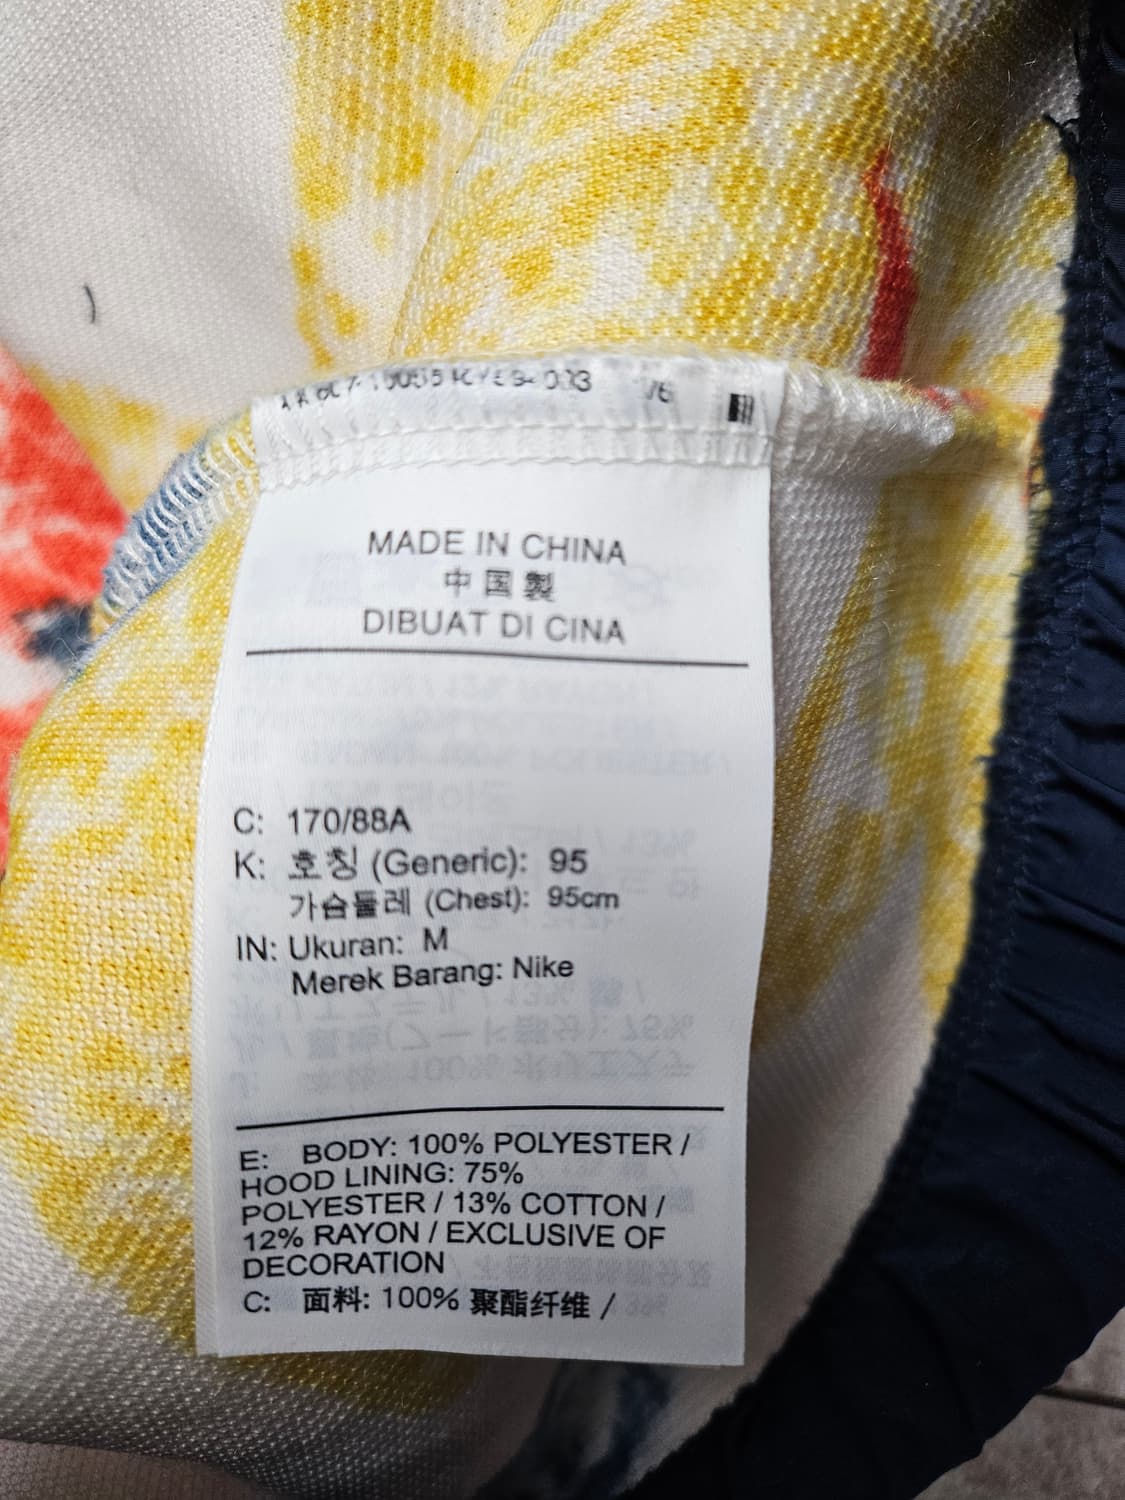 MADE IN CHINA
中国製
DIBUAT DI CINA
C: 170/88A
K: 호칭 (Generic): 95
가슴둘레 (Chest): 95cm
IN: Ukuran: M
Merek Barang: Nike
E: BODY: 100% POLYESTER /
HOOD LINING: 75%
POLYESTER / 13% COTTON /
12% RAYON / EXCLUSIVE OF
DECORATION
C: 面料: 100% 聚酯纤维 /